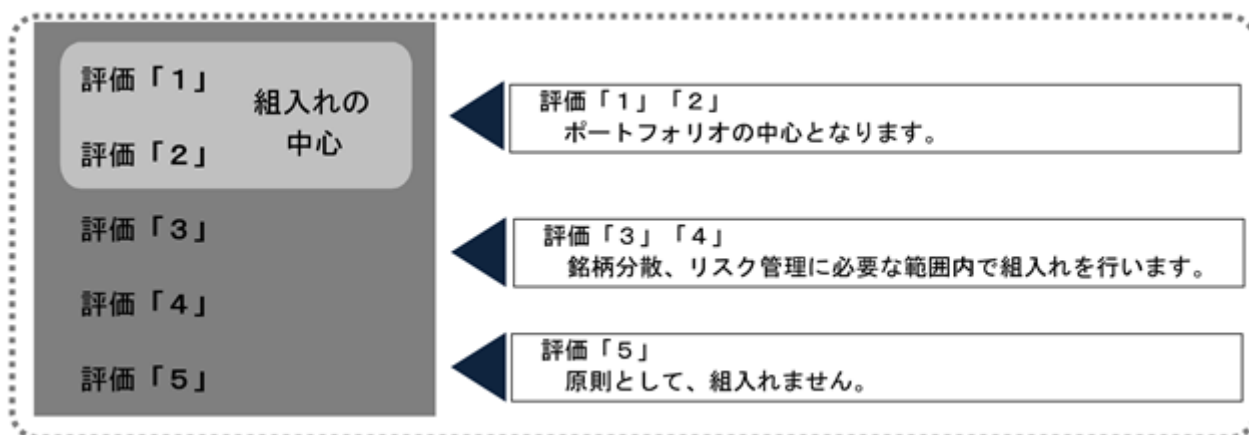 評価「１」
組入れの
中心
評価「２」
評価「３」
評価「４」
評価「５」
評価「１」「２」
ポートフォリオの中心となります。
評価「３」「４」
銘柄分散、リスク管理に必要な範囲内で組入れを行います。
評価「５」
原則として、組入れません。